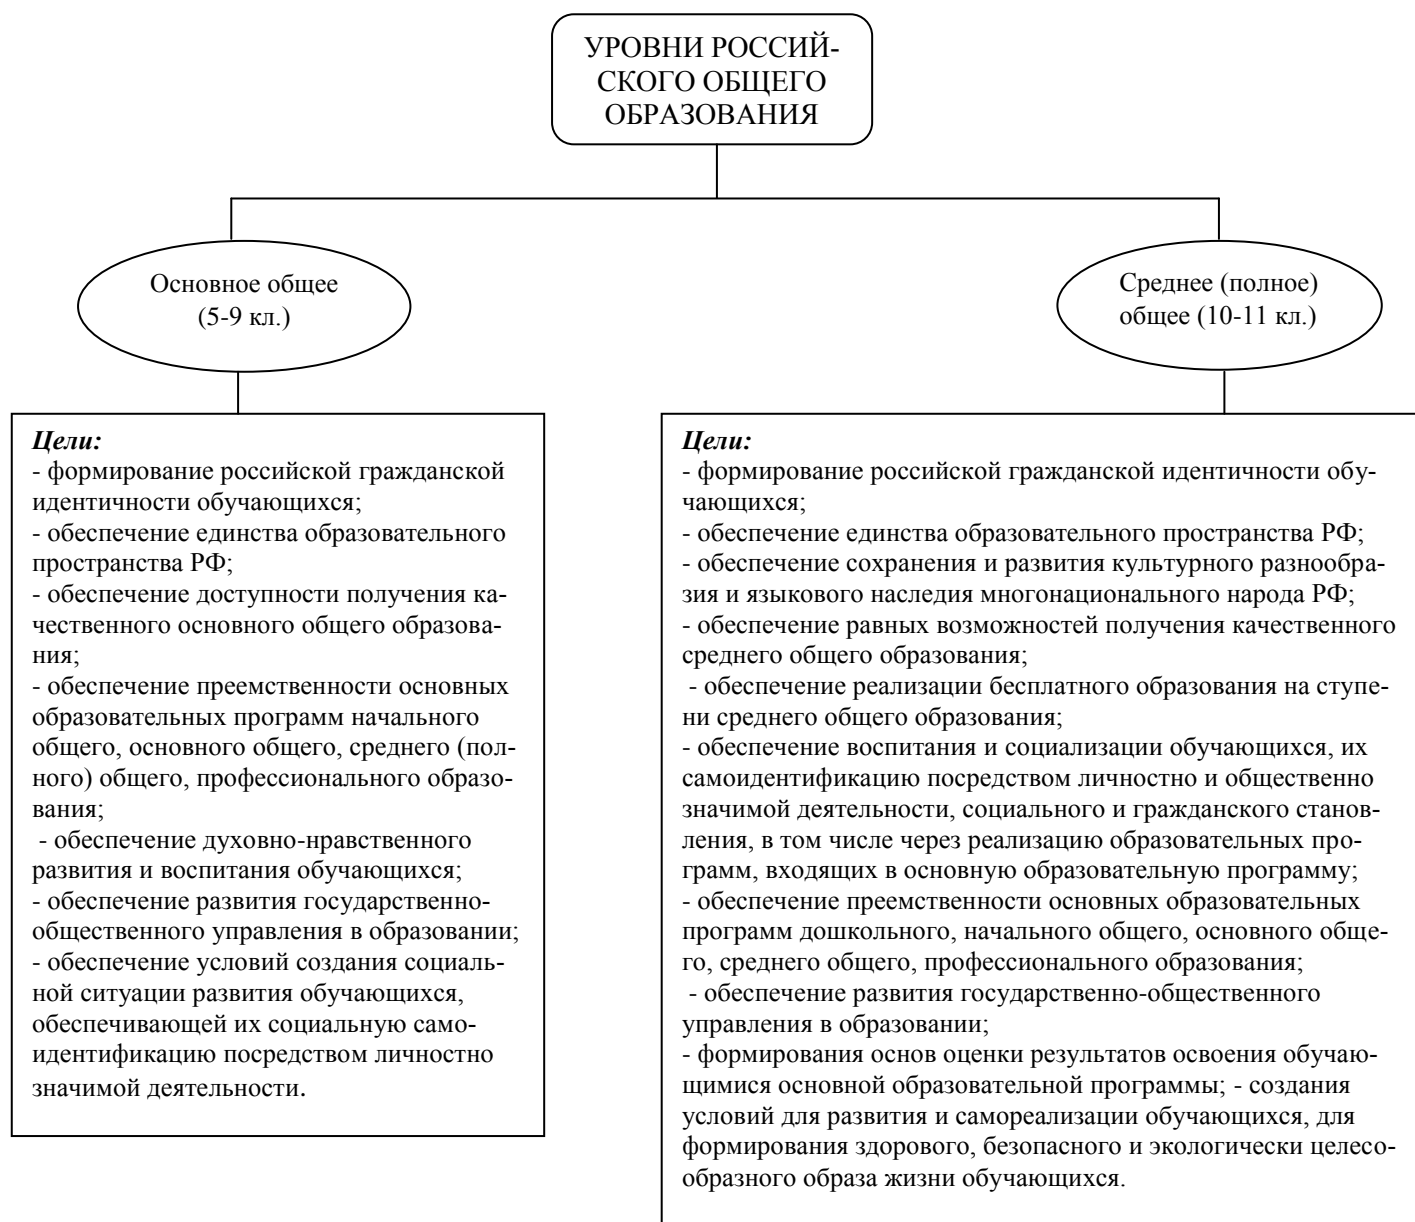 УРОВНИ РОССИЙ-
СКОГО ОБЩЕГО
ОБРАЗОВАНИЯ
Основное общее
(5-9 кл.)
Среднее (полное)
общее (10-11 кл.)
Цели:
- формирование российской гражданской
идентичности обучающихся;
- обеспечение единства образовательного
пространства РФ;
- обеспечение доступности получения ка-
чественного основного общего образова-
ния;
- обеспечение преемственности основных
образовательных программ начального
общего, основного общего, среднего (пол-
ного) общего, профессионального образо-
вания;
- обеспечение духовно-нравственного
развития и воспитания обучающихся;
- обеспечение развития государственно-
общественного управления в образовании;
- обеспечение условий создания социаль-
ной ситуации развития обучающихся,
обеспечивающей их социальную само-
идентификацию посредством личностно
значимой деятельности.
Цели:
- формирование российской гражданской идентичности обу-
чающихся;
- обеспечение единства образовательного пространства РФ;
- обеспечение сохранения и развития культурного разнообра-
зия и языкового наследия многонационального народа РФ;
- обеспечение равных возможностей получения качественного
среднего общего образования;
- обеспечение реализации бесплатного образования на ступе-
ни среднего общего образования;
- обеспечение воспитания и социализации обучающихся, их
самоидентификацию посредством личностно и общественно
значимой деятельности, социального и гражданского станов-
ления, в том числе через реализацию образовательных про-
грамм, входящих в основную образовательную программу;
- обеспечение преемственности основных образовательных
программ дошкольного, начального общего, основного обще-
го, среднего общего, профессионального образования;
- обеспечение развития государственно-общественного
управления в образовании;
- формирования основ оценки результатов освоения обучаю-
щимися основной образовательной программы; - создания
условий для развития и самореализации обучающихся, для
формирования здорового, безопасного и экологически целесо-
образного образа жизни обучающихся.